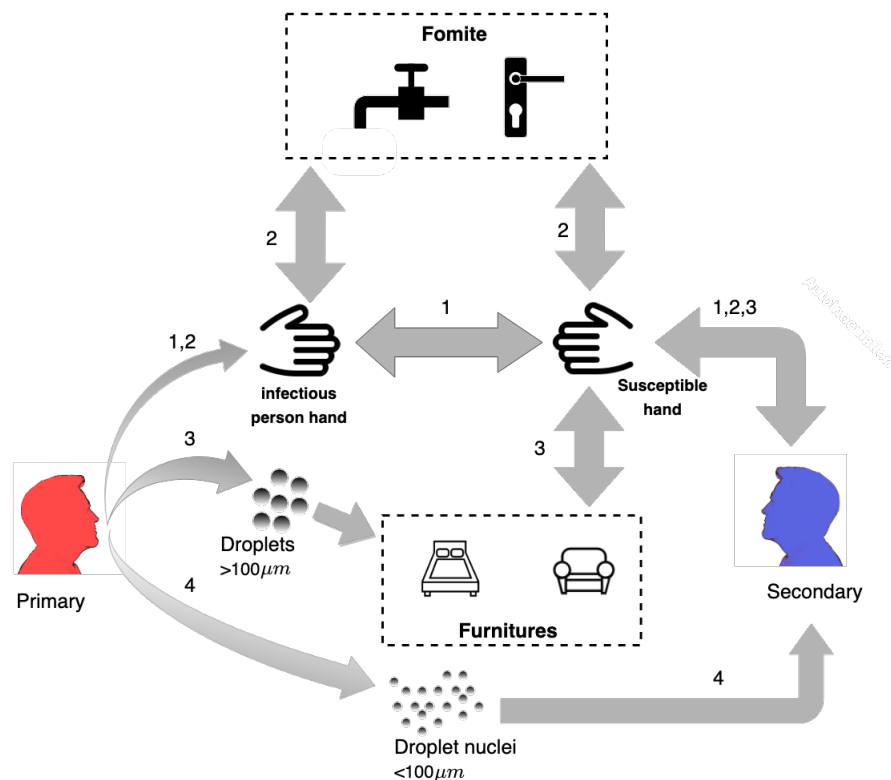 Fomite
2
2
1
1,2,3
1,2
infectious
person hand
Susceptible
hand
3
3
Droplets
>100μm
4
Primary
Furnitures
Secondary
4
Droplet nuclei
<100μm